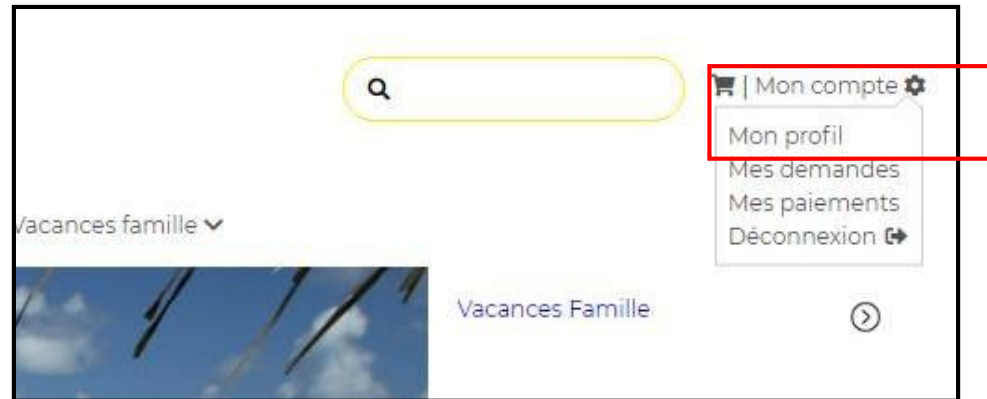 | Mon compte
Mon profil
Mes demandes
Mes paiements
Déconnexion
Vacances famille
Vacances Famille